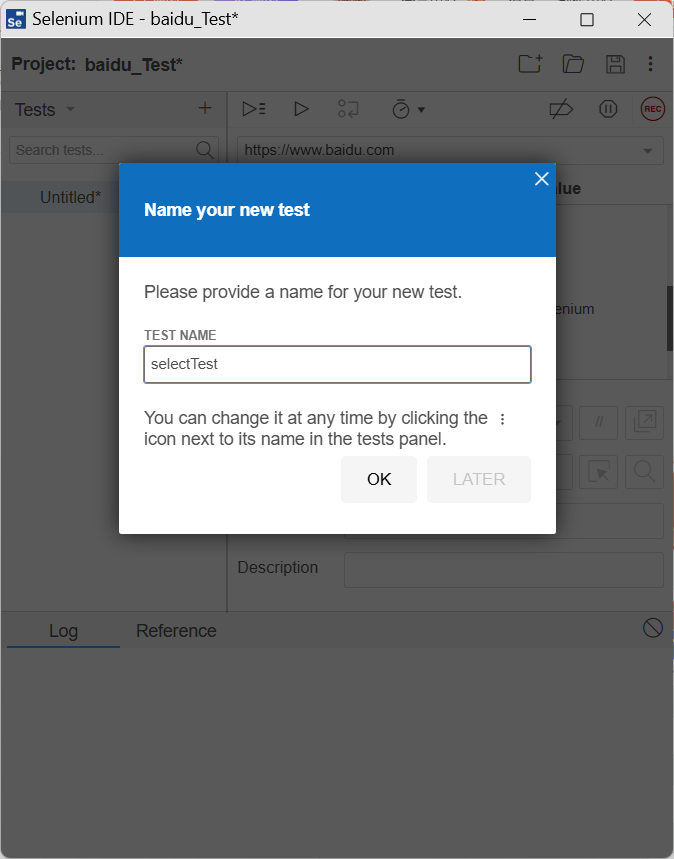 Selenium IDE - baidu_Test*
Project: baidu_Test*
Tests
REC
Search tests...
https://www.baidu.com
Untitled*
lue
Name your new test
Please provide a name for your new test.
enium
TEST NAME
selectTest
You can change it at any time by clicking the
icon next to its name in the tests panel.
//
OK
LATER
Description
Log
Reference